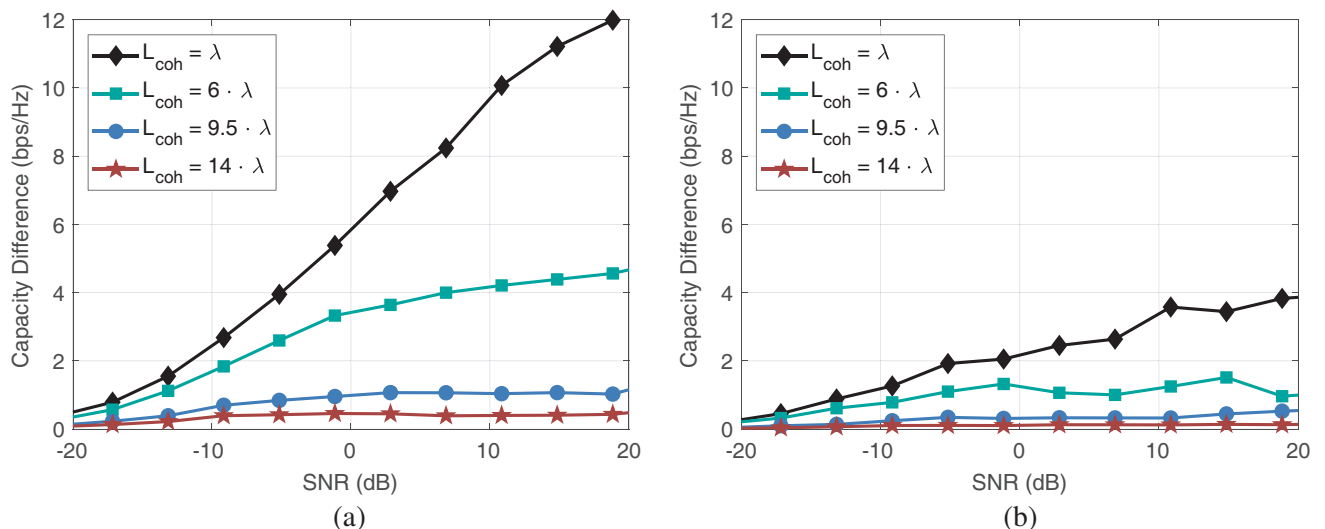 12
10
8
6
4
2
0
Capacity Difference (bps/Hz)
L_coh = λ
L_coh = 6 · λ
L_coh = 9.5 · λ
L_coh = 14 · λ
-20 -10 0 10 20
SNR (dB)
(a)
12
10
8
6
4
2
0
Capacity Difference (bps/Hz)
L_coh = λ
L_coh = 6 · λ
L_coh = 9.5 · λ
L_coh = 14 · λ
-20 -10 0 10 20
SNR (dB)
(b)